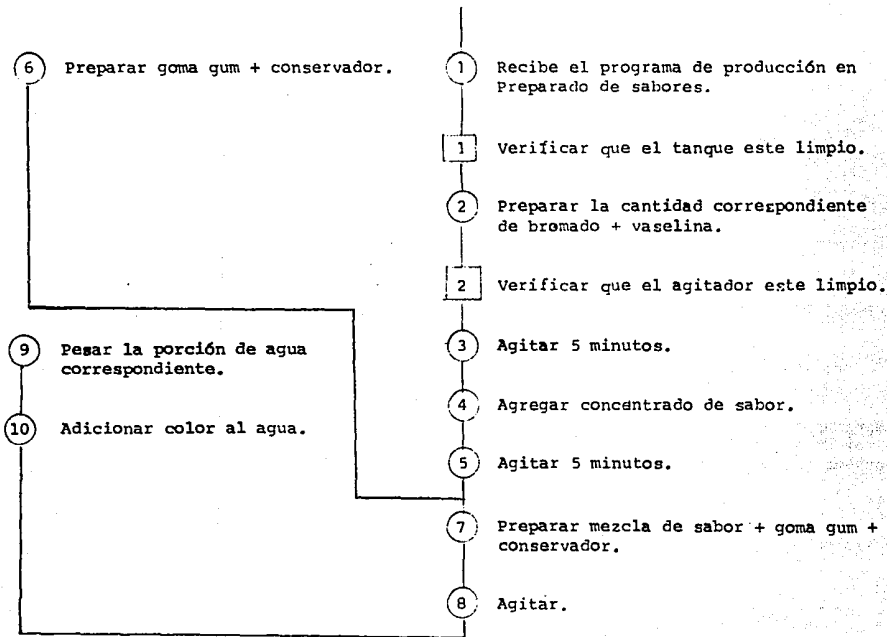 6 Preparar goma gum + conservador.
1 Recibe el programa de producción en
Preparado de sabores.
1 Verificar que el tanque este limpio.
2 Preparar la cantidad correspondiente
de bromado + vaselina.
2 Verificar que el agitador este limpio.
9 Pesar la porción de agua
correspondiente.
3 Agitar 5 minutos.
4 Agregar concentrado de sabor.
10 Adicionar color al agua.
5 Agitar 5 minutos.
7 Preparar mezcla de sabor + goma gum +
conservador.
8 Agitar.